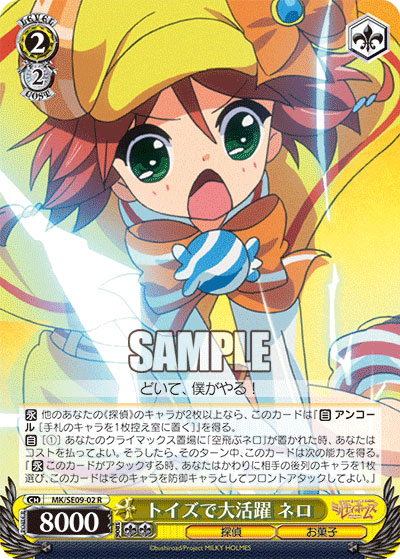 LEVEL
2
2
COST
SAMPLE
どいて、僕がやる！
永 他のあなたの《探偵》のキャラが2枚以上なら、このカードは「自 アンコール ［手札のキャラを1枚控え室に置く］」を得る。
自［①］ あなたのクライマックス置場に「空飛ぶネロ」が置かれた時、あなたはコストを払ってよい。そうしたら、そのターン中、このカードは次の能力を得る。
『永 このカードがアタックする時、あなたはかわりに相手の後列のキャラを1枚選び、このカードはそのキャラを防御キャラとしてフロントアタックしてよい。』
CH
MK/SE09-02 R
POWER
8000
トイズで大活躍 ネロ
探偵
お菓子
©bushiroad/Project MILKY HOLMES